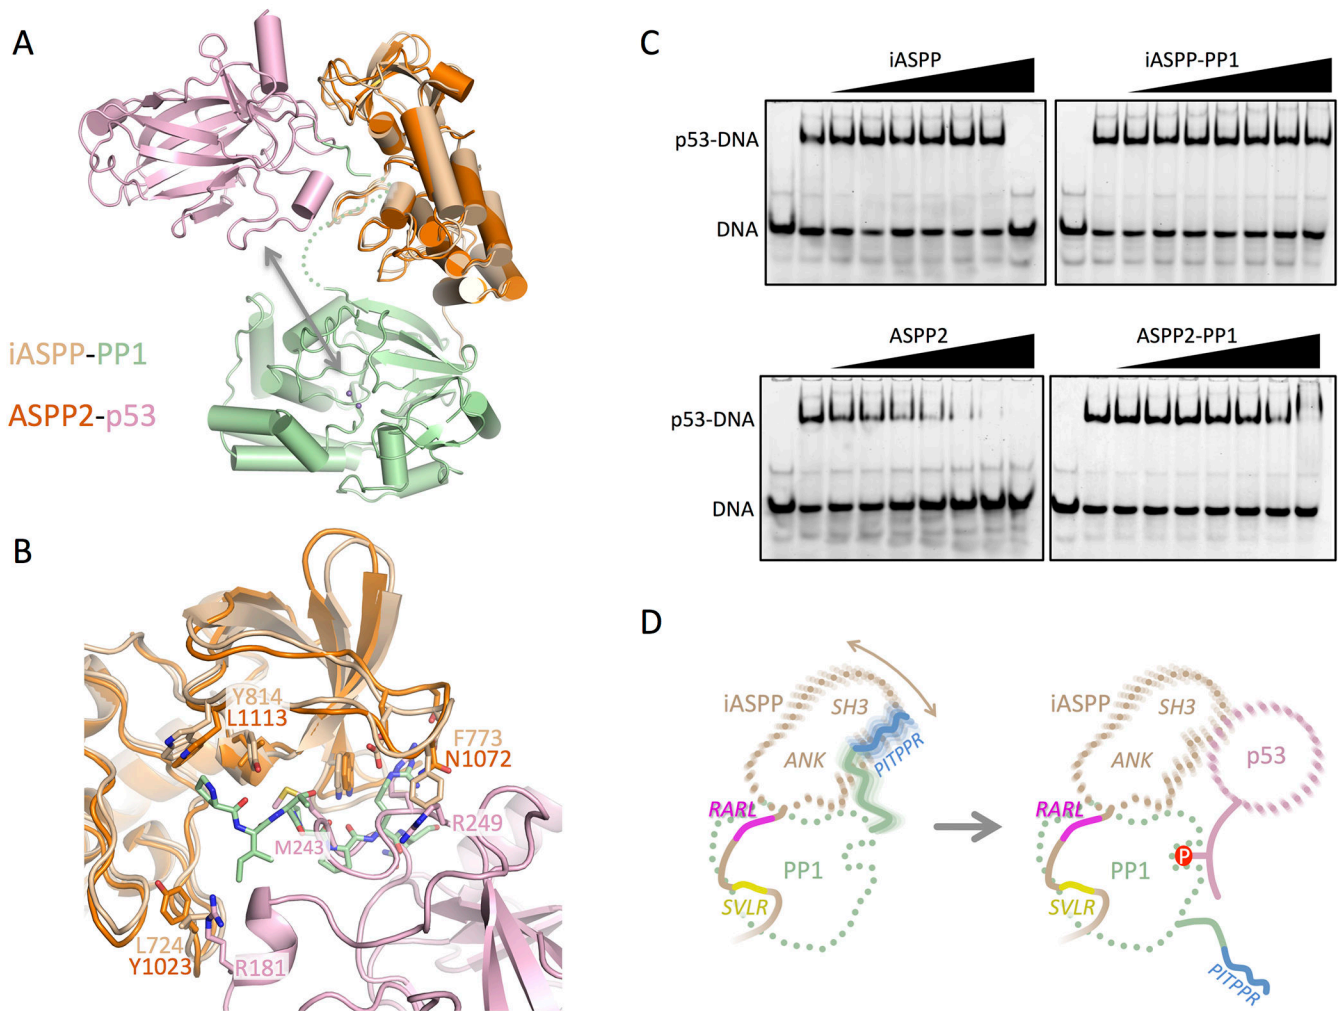 A
iASPP-PP1
ASPP2-p53
B
Y814
L1113
F773
N1072
R249
M243
L724
Y1023
R181
C
iASPP
iASPP-PP1
p53-DNA
DNA
ASPP2
ASPP2-PP1
p53-DNA
DNA
D
iASPP
SH3
ANK
PITPPR
RARL
PP1
SVLR
iASPP
SH3
ANK
p53
RARL
PP1
P
SVLR
PITPPR